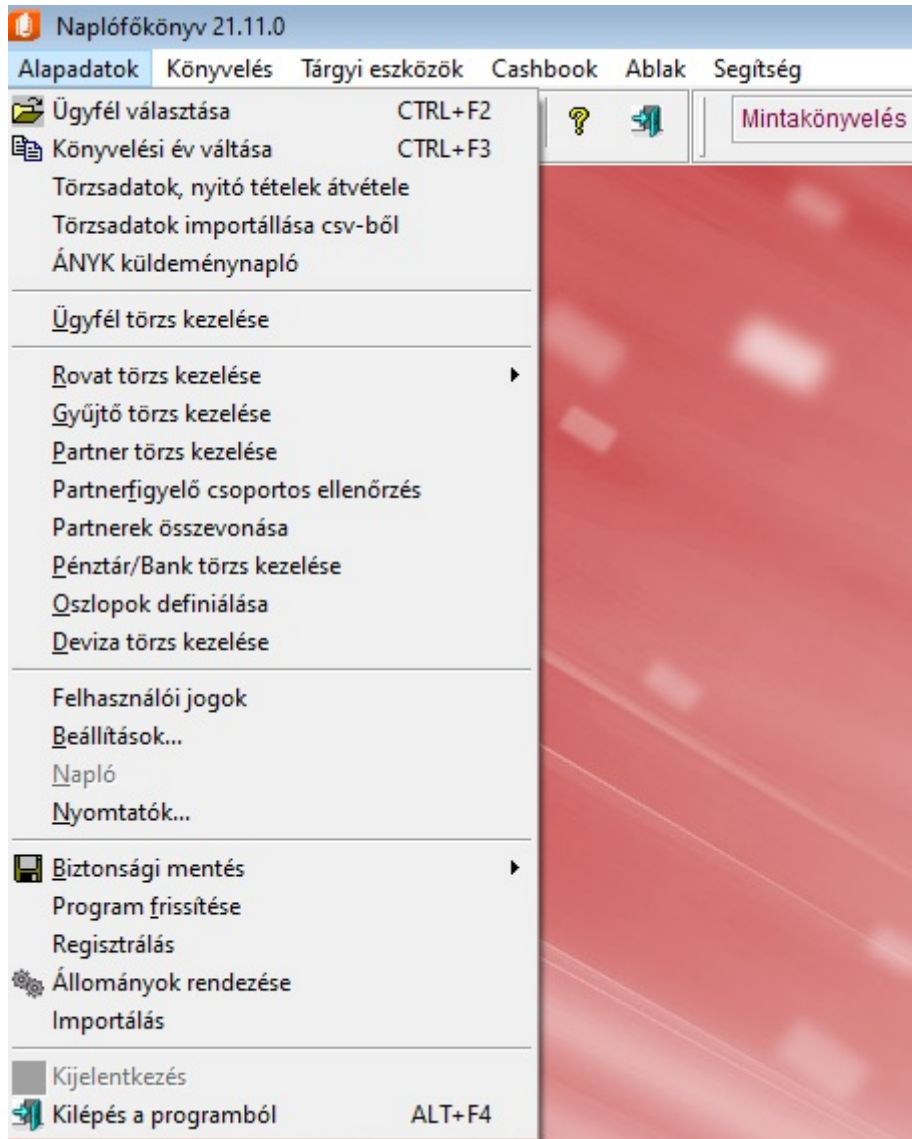 Naplófőkönyv 21.11.0
Alapadatok Könyvelés Tárgyi eszközök Cashbook Ablak Segítség
Ügyfél választása CTRL+F2
Mintakönyvelés
Könyvelési év váltása CTRL+F3
Törzsadatok, nyitó tételek átvétele
Törzsadatok importállása csv-ből
ÁNYK küldeménynapló
Ügyfél törzs kezelése
Rovat törzs kezelése
Gyűjtő törzs kezelése
Partner törzs kezelése
Partnerfigyelő csoportos ellenőrzés
Partnerek összevonása
Pénztár/Bank törzs kezelése
Oszlopok definiálása
Deviza törzs kezelése
Felhasználói jogok
Beállítások...
Napló
Nyomtatók...
Biztonsági mentés
Program frissítése
Regisztrálás
Állományok rendezése
Importálás
Kijelentkezés
Kilépés a programból ALT+F4